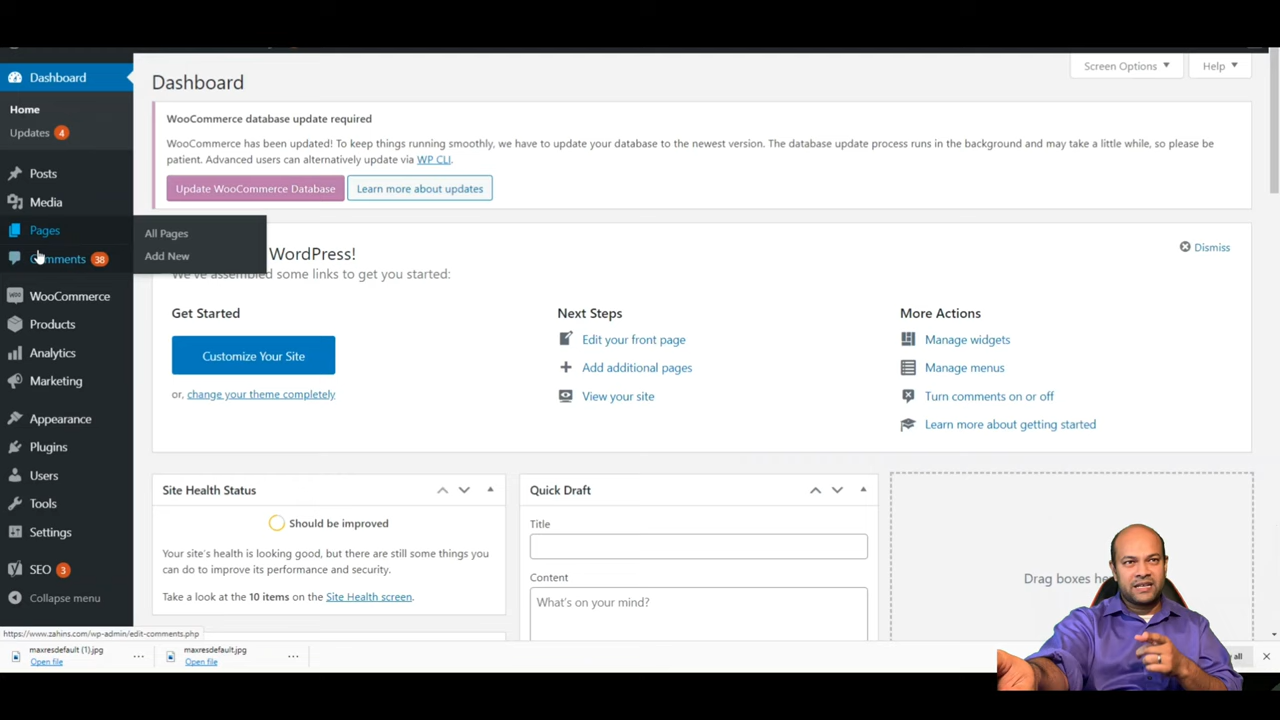 Dashboard
Home
Updates 4
Posts
Media
Pages
Comments 38
WooCommerce
Products
Analytics
Marketing
Appearance
Plugins
Users
Tools
Settings
SEO 3
Collapse menu
All Pages
Add New
Screen Options
Help
Dashboard
WooCommerce database update required
WooCommerce has been updated! To keep things running smoothly, we have to update your database to the newest version. The database update process runs in the background and may take a little while, so please be
patient. Advanced users can alternatively update via WP CLI.
Update WooCommerce Database
Learn more about updates
WordPress!
We've assembled some links to get you started:
Dismiss
Get Started
Customize Your Site
or, change your theme completely
Next Steps
Edit your front page
Add additional pages
View your site
More Actions
Manage widgets
Manage menus
Turn comments on or off
Learn more about getting started
Site Health Status
Should be improved
Your site's health is looking good, but there are still some things you
can do to improve its performance and security.
Take a look at the 10 items on the Site Health screen.
Quick Draft
Title
Content
What's on your mind?
Drag boxes
https://www.zahins.com/wp-admin/edit-comments.php
maxresdefault (1).jpg
Open file
maxresdefault.jpg
Open file
all